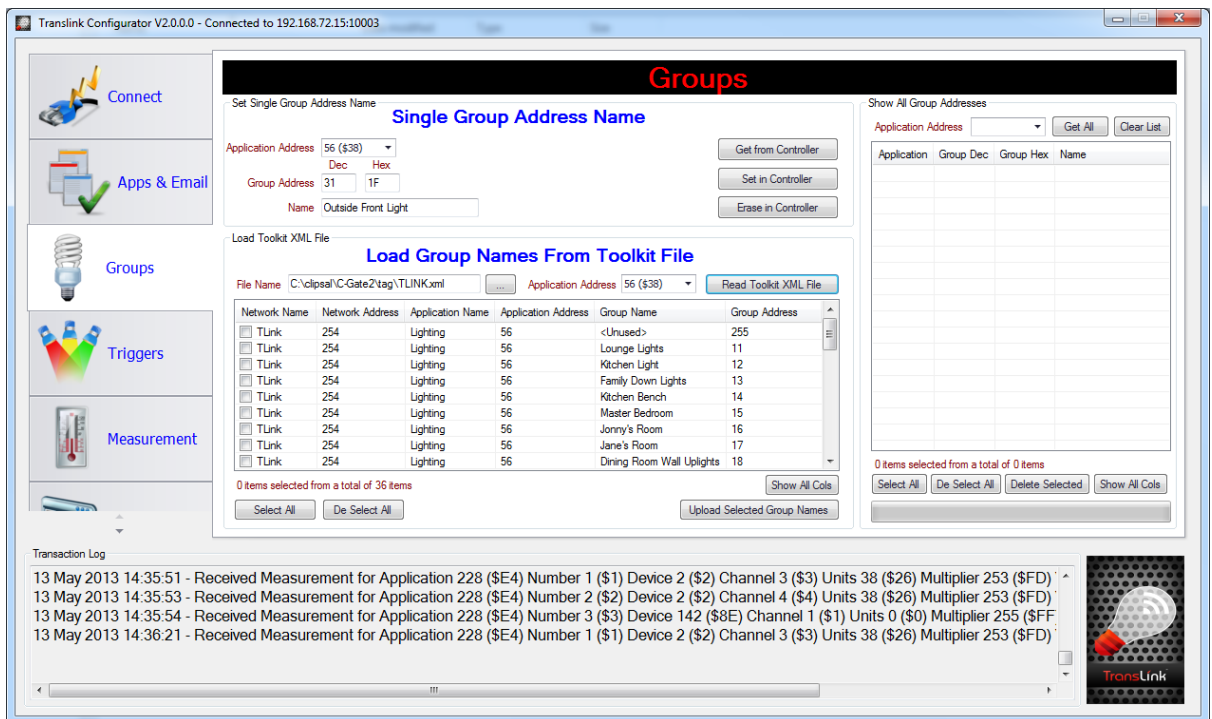 Translink Configurator V2.0.0.0 - Connected to 192.168.72.15:10003
Connect
Apps & Email
Groups
Triggers
Measurement
Groups
Set Single Group Address Name
Single Group Address Name
Application Address 56 ($38)
Dec Hex
Group Address 31 1F
Name Outside Front Light
Get from Controller
Set in Controller
Erase in Controller
Load Toolkit XML File
Load Group Names From Toolkit File
File Name C:\clipsal\C-Gate2\tag\TLINK.xml ... Application Address 56 ($38) Read Toolkit XML File
Network Name Network Address Application Name Application Address Group Name Group Address
TLink 254 Lighting 56 <Unused> 255
TLink 254 Lighting 56 Lounge Lights 11
TLink 254 Lighting 56 Kitchen Light 12
TLink 254 Lighting 56 Family Down Lights 13
TLink 254 Lighting 56 Kitchen Bench 14
TLink 254 Lighting 56 Master Bedroom 15
TLink 254 Lighting 56 Jonny's Room 16
TLink 254 Lighting 56 Jane's Room 17
TLink 254 Lighting 56 Dining Room Wall Uplights 18
0 items selected from a total of 36 items
Show All Cols
Select All De Select All Upload Selected Group Names
Show All Group Addresses
Application Address Get All Clear List
Application Group Dec Group Hex Name
0 items selected from a total of 0 items
Select All De Select All Delete Selected Show All Cols
Transaction Log
13 May 2013 14:35:51 - Received Measurement for Application 228 ($E4) Number 1 ($1) Device 2 ($2) Channel 3 ($3) Units 38 ($26) Multiplier 253 ($FD)
13 May 2013 14:35:53 - Received Measurement for Application 228 ($E4) Number 2 ($2) Device 2 ($2) Channel 4 ($4) Units 38 ($26) Multiplier 253 ($FD)
13 May 2013 14:35:54 - Received Measurement for Application 228 ($E4) Number 3 ($3) Device 142 ($8E) Channel 1 ($1) Units 0 ($0) Multiplier 255 ($FF
13 May 2013 14:36:21 - Received Measurement for Application 228 ($E4) Number 1 ($1) Device 2 ($2) Channel 3 ($3) Units 38 ($26) Multiplier 253 ($FD)
TransLink